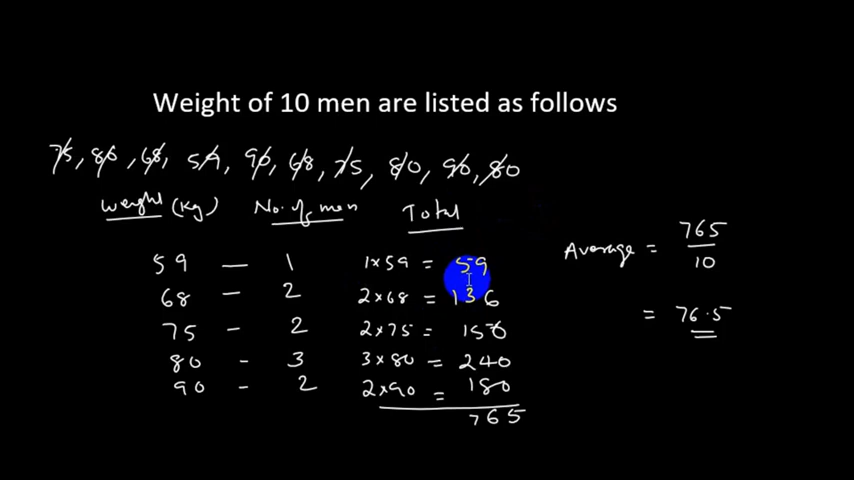 Weight of 10 men are listed as follows
75, 80, 68, 59, 90, 68, 75, 80, 90, 80
Weight (Kg) No. of men Total
59 — 1 1×59 = 59
68 – 2 2×68 = 136
75 - 2 2×75 = 150
80 - 3 3×80 = 240
90 - 2 2×90 = 180
765
Average = 765
10
= 76.5